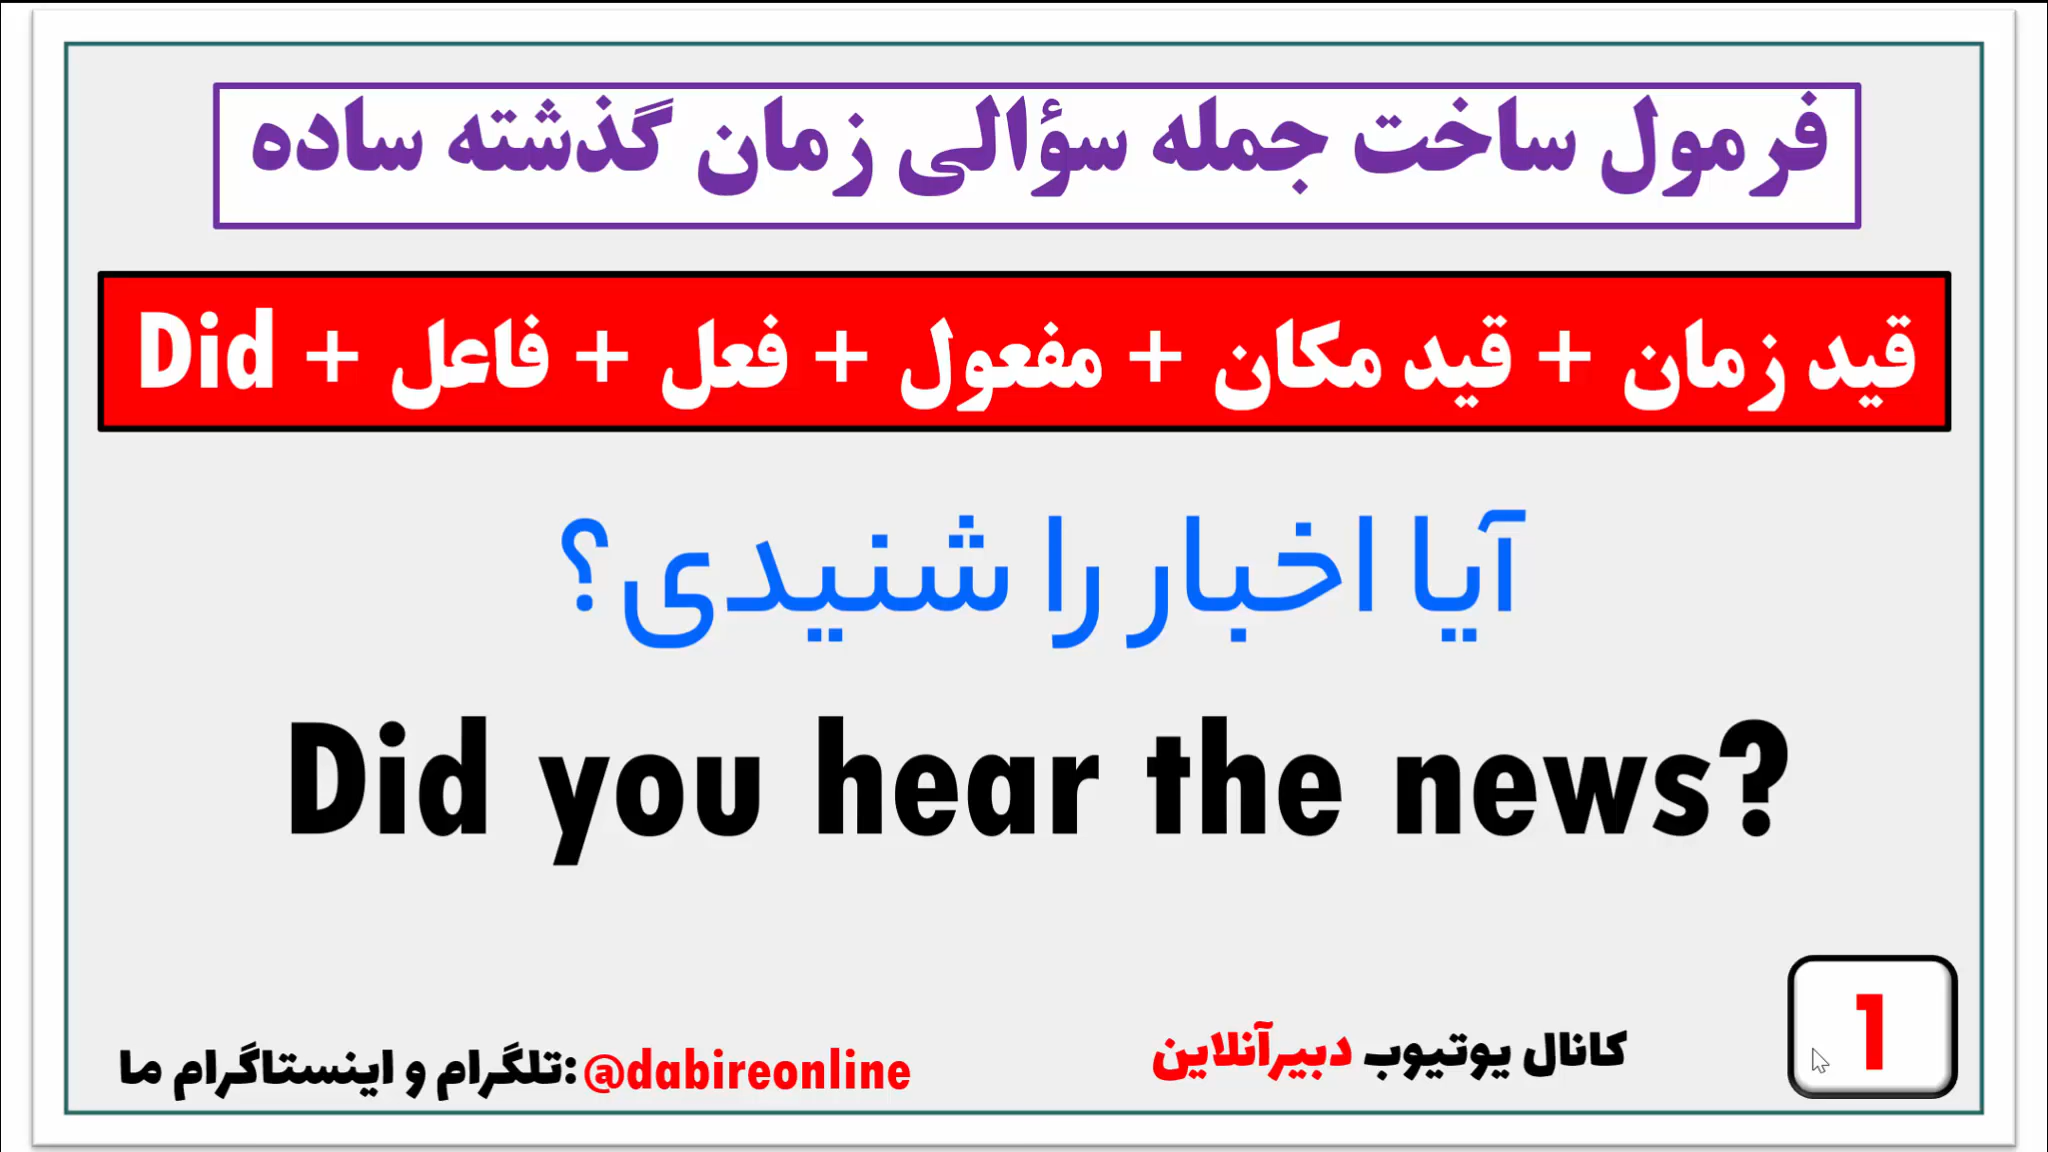 فرمول ساخت جمله سؤالی زمان گذشته ساده
Did + فاعل + فعل + مفعول + قید مکان + قید زمان
آیا اخبار را شنیدی؟
Did you hear the news?
1
کانال یوتیوب دبیرآنلاین
تلگرام و اینستاگرام ما: @dabireonline